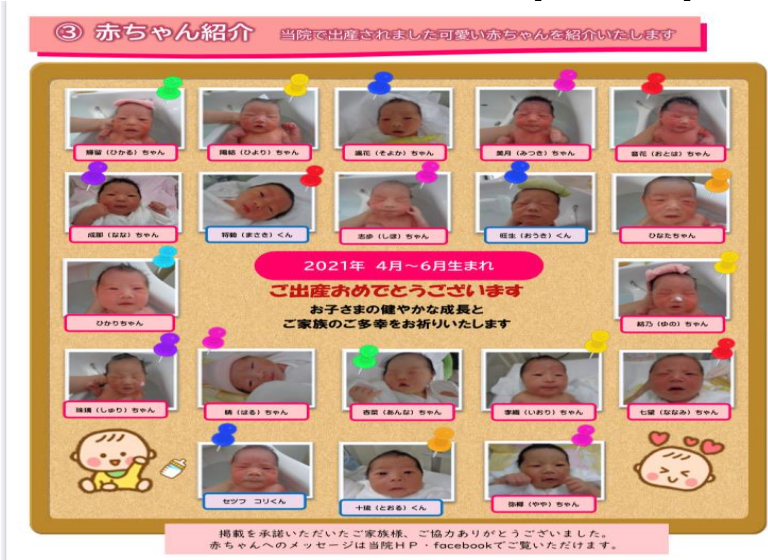 ③ 赤ちゃん紹介 当院で出産されました可愛い赤ちゃんを紹介いたします
輝留(ひかる)ちゃん
陽結(ひより)ちゃん
颯花(そよか)ちゃん
美月(みつき)ちゃん
音花(おとは)ちゃん
成那(なな)ちゃん
将勤(まさき)くん
志歩(しほ)ちゃん
旺生(おうき)くん
ひなたちゃん
ひかりちゃん
2021年 4月~6月生まれ
ご出産おめでとうございます
お子さまの健やかな成長と
ご家族のご多幸をお祈りいたします
結乃(ゆの)ちゃん
珠璃(しゅり)ちゃん
(はる)ちゃん
杏菜(あんな)ちゃん
(いおり)ちゃん
七望(ななみ)ちゃん
セツフ コリくん
(とおる)くん
弥椰(やや)ちゃん
掲載を承諾いただいたご家族様、ご協力ありがとうございました。
赤ちゃんへのメッセージは当院HP・facebookでご覧いただけます。